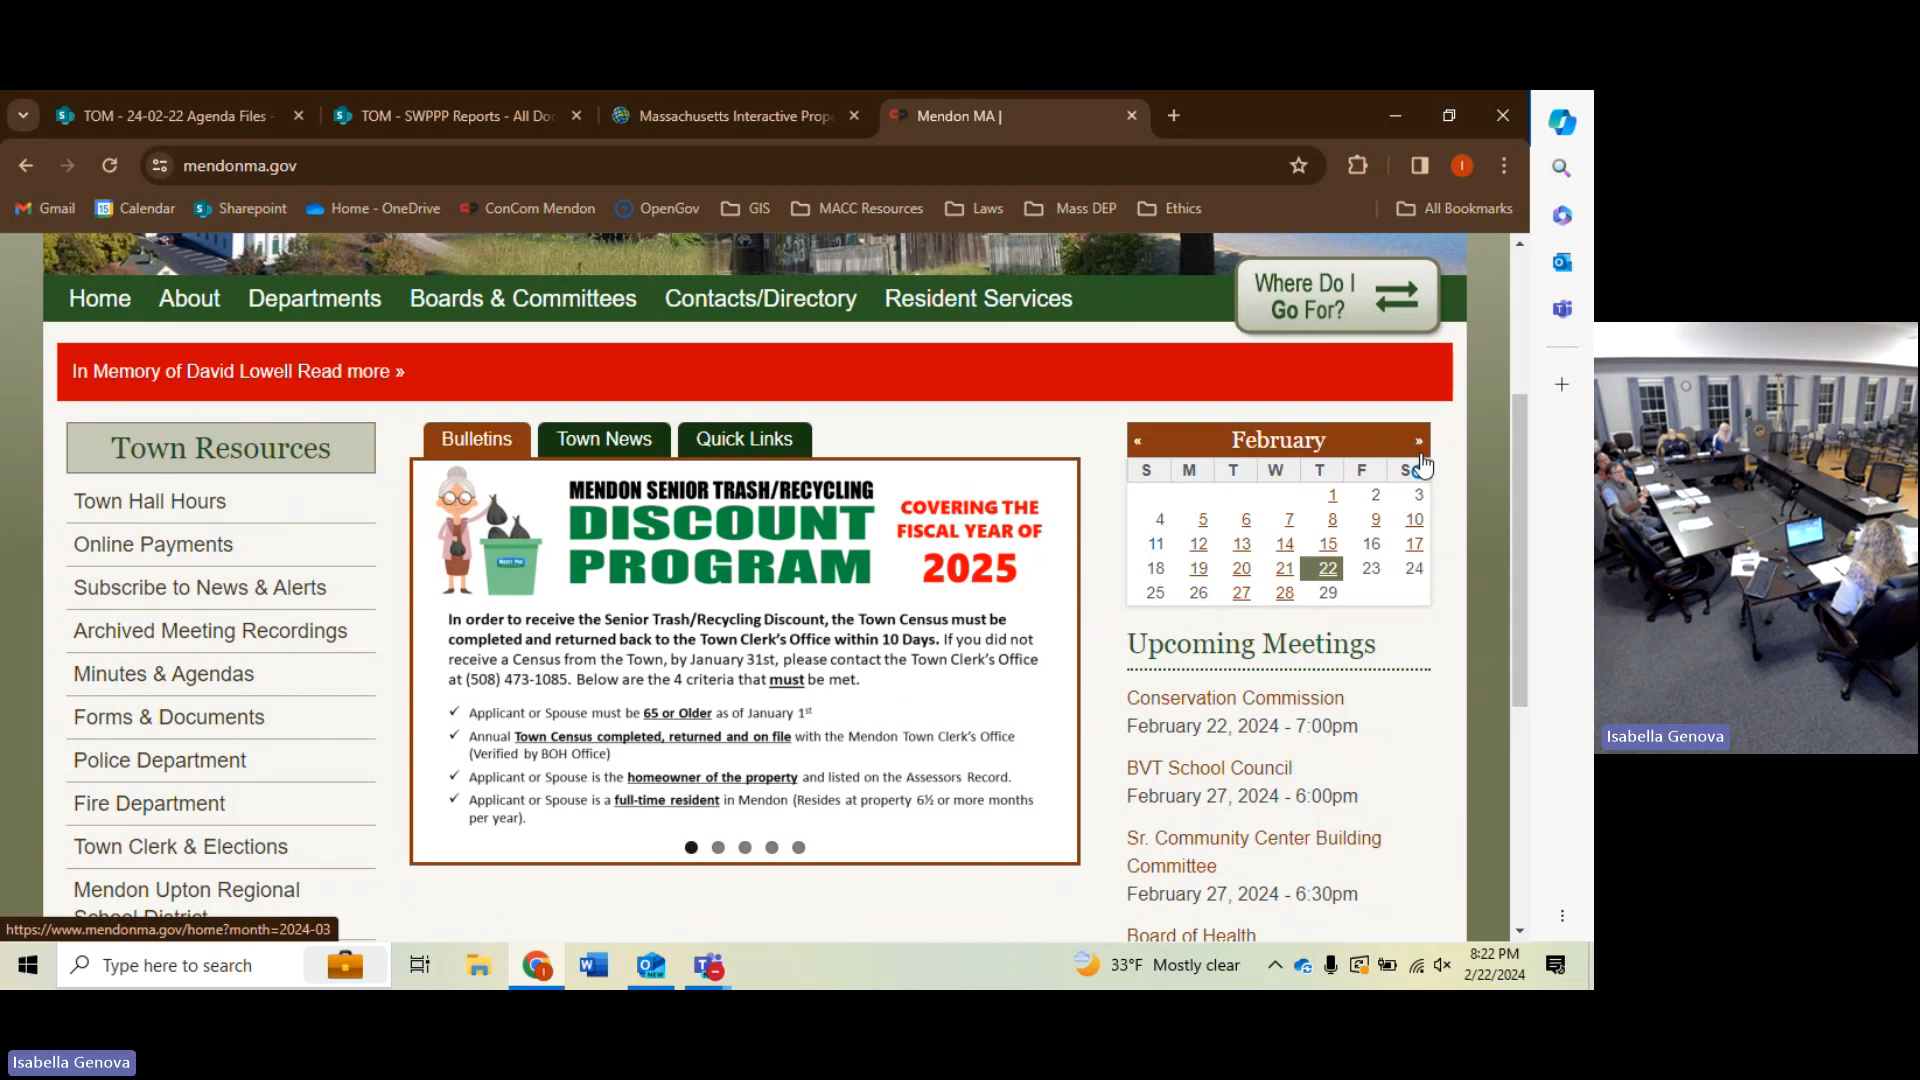 TOM - 24-02-22 Agenda Files -
TOM - SWPPP Reports - All Doc
Massachusetts Interactive Prope
Mendon MA |
mendonma.gov
Gmail
Calendar
Sharepoint
Home - OneDrive
ConCom Mendon
OpenGov
GIS
MACC Resources
Laws
Mass DEP
Ethics
All Bookmarks
Home About Departments Boards & Committees Contacts/Directory Resident Services
Where Do I
Go For?
In Memory of David Lowell Read more »
Town Resources
Town Hall Hours
Online Payments
Subscribe to News & Alerts
Archived Meeting Recordings
Minutes & Agendas
Forms & Documents
Police Department
Fire Department
Town Clerk & Elections
Mendon Upton Regional
School District
Bulletins Town News Quick Links
MENDON SENIOR TRASH/RECYCLING
DISCOUNT
PROGRAM
COVERING THE
FISCAL YEAR OF
2025
In order to receive the Senior Trash/Recycling Discount, the Town Census must be
completed and returned back to the Town Clerk's Office within 10 Days. If you did not
receive a Census from the Town, by January 31st, please contact the Town Clerk's Office
at (508) 473-1085. Below are the 4 criteria that must be met.
✓ Applicant or Spouse must be 65 or Older as of January 1st
✓ Annual Town Census completed, returned and on file with the Mendon Town Clerk's Office
(Verified by BOH Office)
✓ Applicant or Spouse is the homeowner of the property and listed on the Assessors Record.
✓ Applicant or Spouse is a full-time resident in Mendon (Resides at property 6½ or more months
per year).
« February »
S M T W T F S
1 2 3
4 5 6 7 8 9 10
11 12 13 14 15 16 17
18 19 20 21 22 23 24
25 26 27 28 29
Upcoming Meetings
Conservation Commission
February 22, 2024 - 7:00pm
BVT School Council
February 27, 2024 - 6:00pm
Sr. Community Center Building
Committee
February 27, 2024 - 6:30pm
Board of Health
https://www.mendonma.gov/home?month=2024-03
Type here to search
33°F Mostly clear
8:22 PM
2/22/2024
Isabella Genova
Isabella Genova